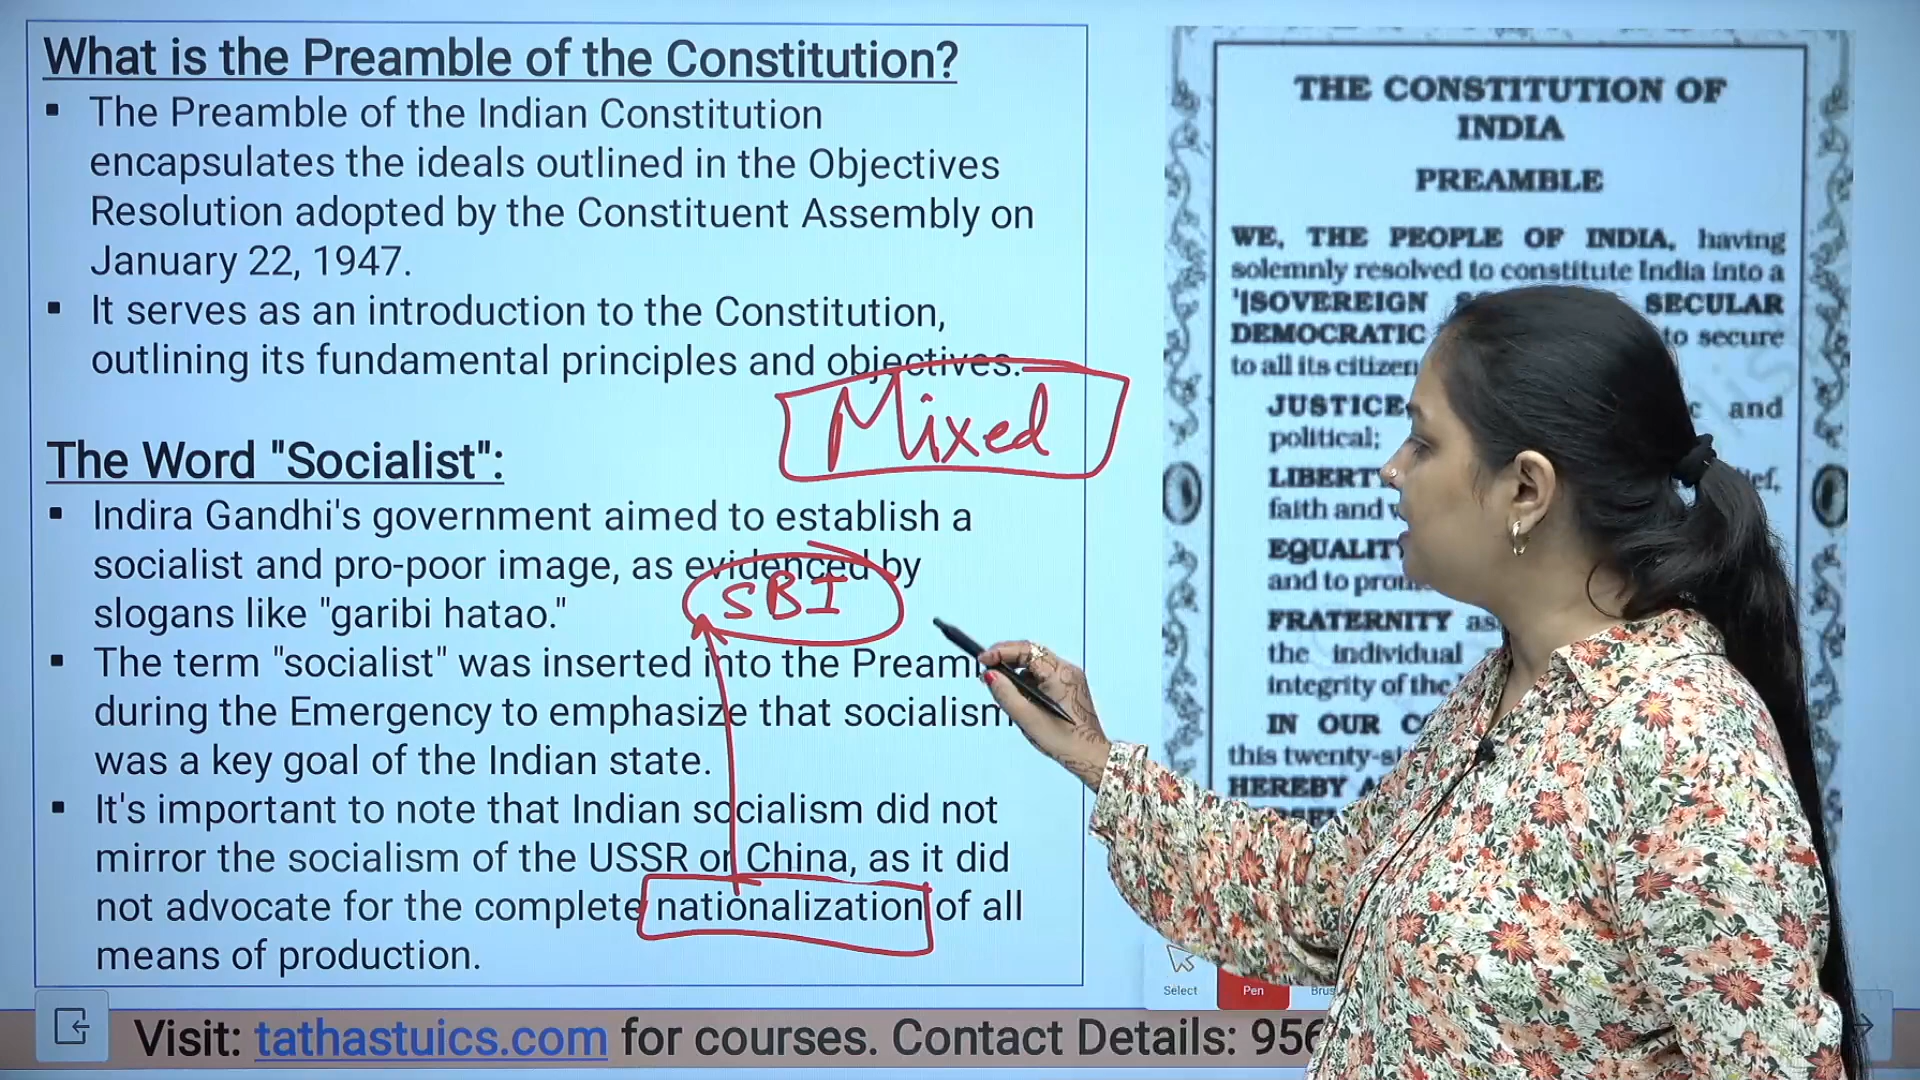 What is the Preamble of the Constitution?
▪ The Preamble of the Indian Constitution
encapsulates the ideals outlined in the Objectives
Resolution adopted by the Constituent Assembly on
January 22, 1947.
▪ It serves as an introduction to the Constitution,
outlining its fundamental principles and objectives.
Mixed
The Word "Socialist":
▪ Indira Gandhi's government aimed to establish a
socialist and pro-poor image, as evidenced by
slogans like "garibi hatao."
SBI
▪ The term "socialist" was inserted into the
during the Emergency to emphasize that socialism
was a key goal of the Indian state.
▪ It's important to note that Indian socialism did not
mirror the socialism of the USSR or China, as it did
not advocate for the complete nationalization of all
means of production.
THE CONSTITUTION OF
INDIA
PREAMBLE
WE, THE PEOPLE OF INDIA, having
solemnly resolved to constitute India into a
SOVEREIGN SECULAR
DEMOCRATIC to secure
to all its
JUSTICE and
political;
LIBERTY
faith and
EQUALITY
and to
FRATERNITY
the individual
integrity of the
IN OUR
this
HEREBY
Select
Pen
Visit: tathastuics.com for courses. Contact Details: 956